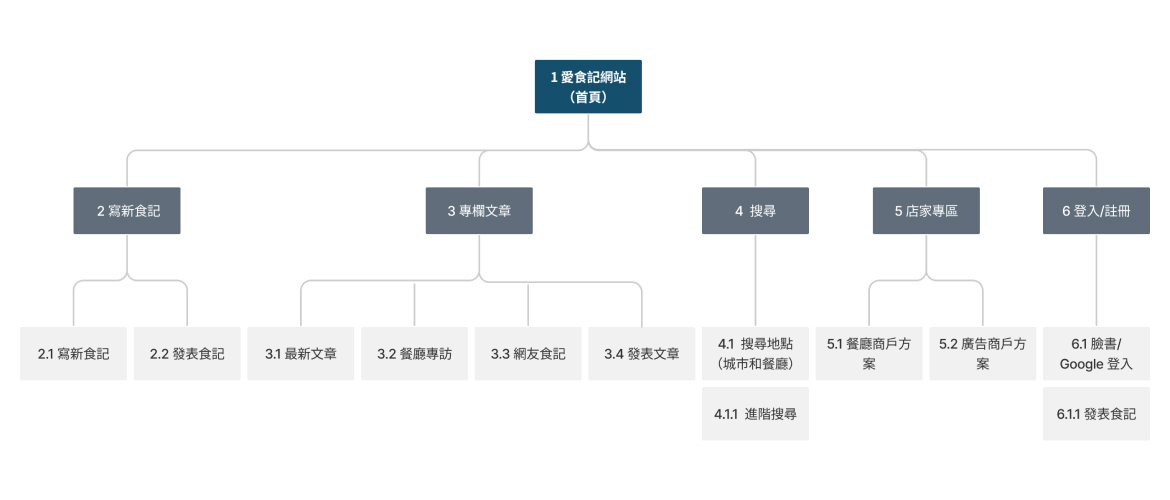 1 愛食記網站
（首頁）
2 寫新食記
3 專欄文章
4 搜尋
5 店家專區
6 登入/註冊
2.1 寫新食記
2.2 發表食記
3.1 最新文章
3.2 餐廳專訪
3.3 網友食記
3.4 發表文章
4.1 搜尋地點
（城市和餐廳）
5.1 餐廳商戶方
案
5.2 廣告商戶方
案
6.1 臉書/
Google 登入
4.1.1 進階搜尋
6.1.1 發表食記